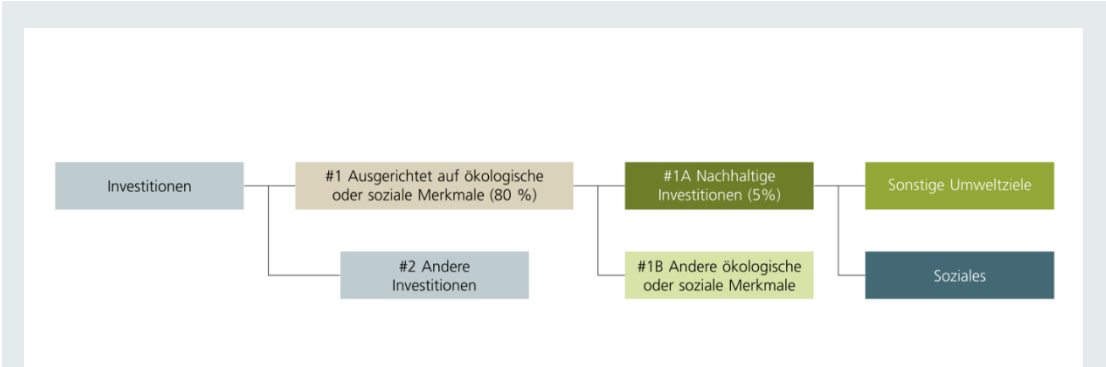 Investitionen
#1 Ausgerichtet auf ökologische
oder soziale Merkmale (80 %)
#1A Nachhaltige
Investitionen (5%)
Sonstige Umweltziele
#2 Andere
Investitionen
#1B Andere ökologische
oder soziale Merkmale
Soziales